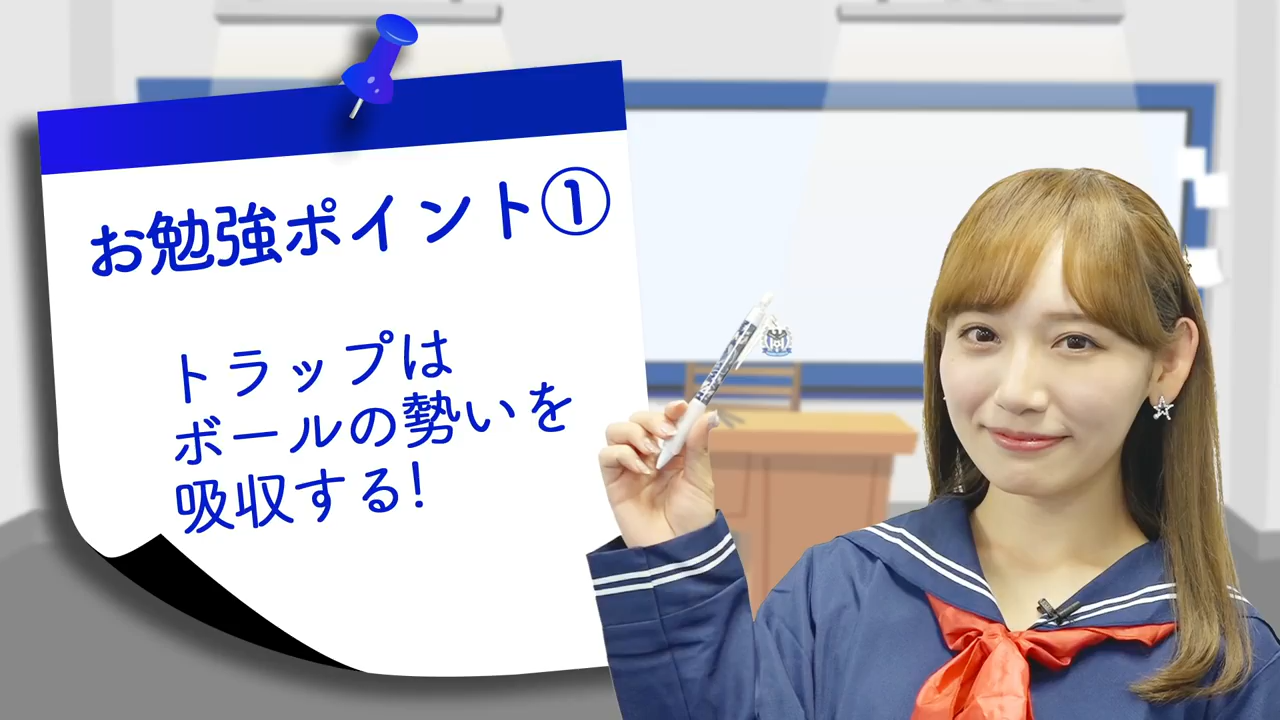 お勉強ポイント①
トラップは
ボールの勢いを
吸収する!